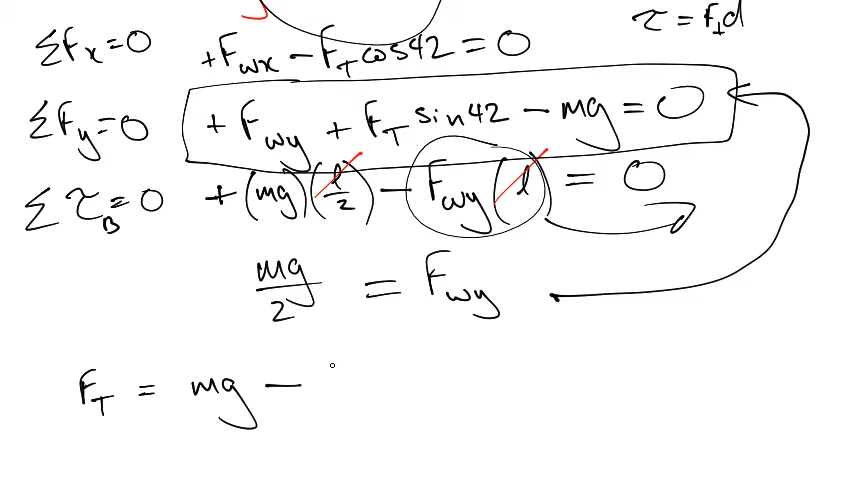 τ = F⊥d
ΣFx = 0 +Fwx − FT cos42 = 0
ΣFy = 0 + Fwy + FT sin42 − mg = 0
ΣτB = 0 +(mg)(l/2) − Fwy(l) = 0
mg/2 = Fwy
FT = mg −